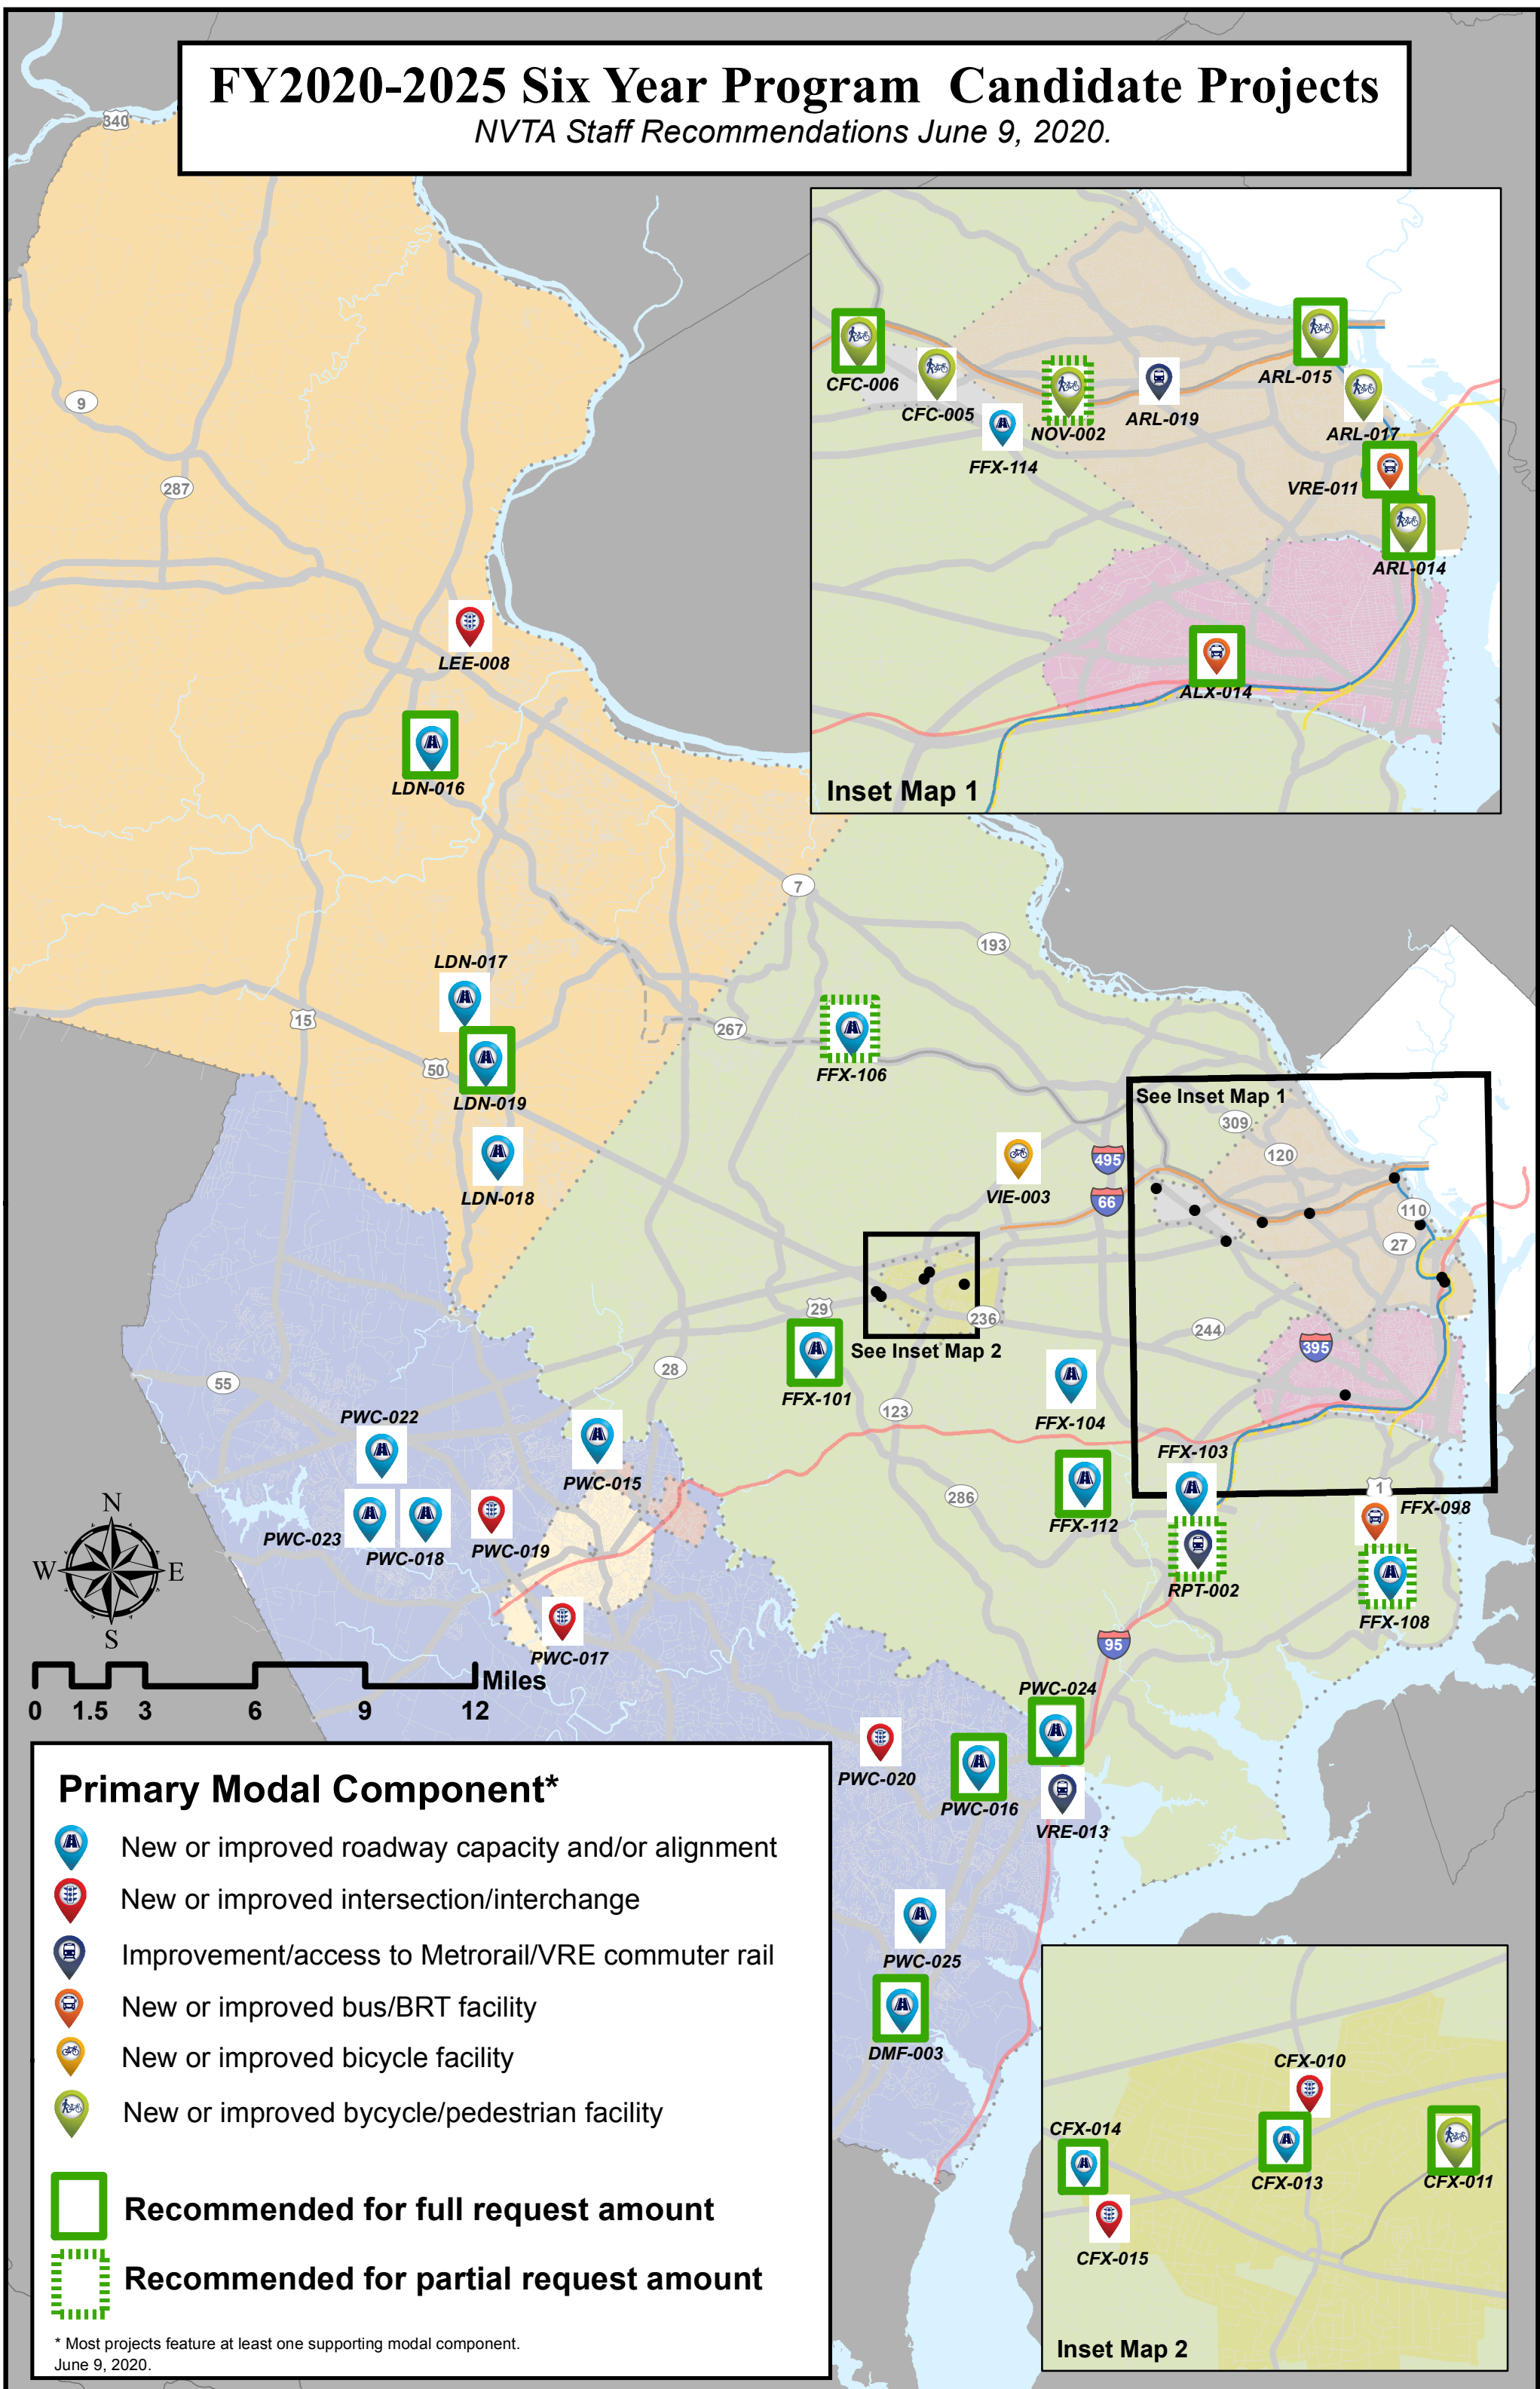 FY2020-2025 Six Year Program Candidate Projects
NVTA Staff Recommendations June 9, 2020.
340
9
287
LEE-008
LDN-016
CFC-006
CFC-005
FFX-114
NOV-002
ARL-019
ARL-015
ARL-017
VRE-011
ARL-014
ALX-014
Inset Map 1
7
193
LDN-017
15
50
LDN-019
LDN-018
267
FFX-106
See Inset Map 1
309
120
495
66
VIE-003
110
27
29
236
244
395
See Inset Map 2
FFX-101
28
123
FFX-104
55
PWC-022
PWC-015
FFX-103
286
FFX-112
1
FFX-098
PWC-023
PWC-018
PWC-019
RPT-002
FFX-108
N
W
E
S
PWC-017
95
Miles
0 1.5 3 6 9 12
PWC-024
PWC-020
PWC-016
VRE-013
PWC-025
DMF-003
Primary Modal Component*
New or improved roadway capacity and/or alignment
New or improved intersection/interchange
Improvement/access to Metrorail/VRE commuter rail
New or improved bus/BRT facility
New or improved bicycle facility
New or improved bycycle/pedestrian facility
Recommended for full request amount
Recommended for partial request amount
* Most projects feature at least one supporting modal component.
June 9, 2020.
CFX-010
CFX-014
CFX-013
CFX-011
CFX-015
Inset Map 2